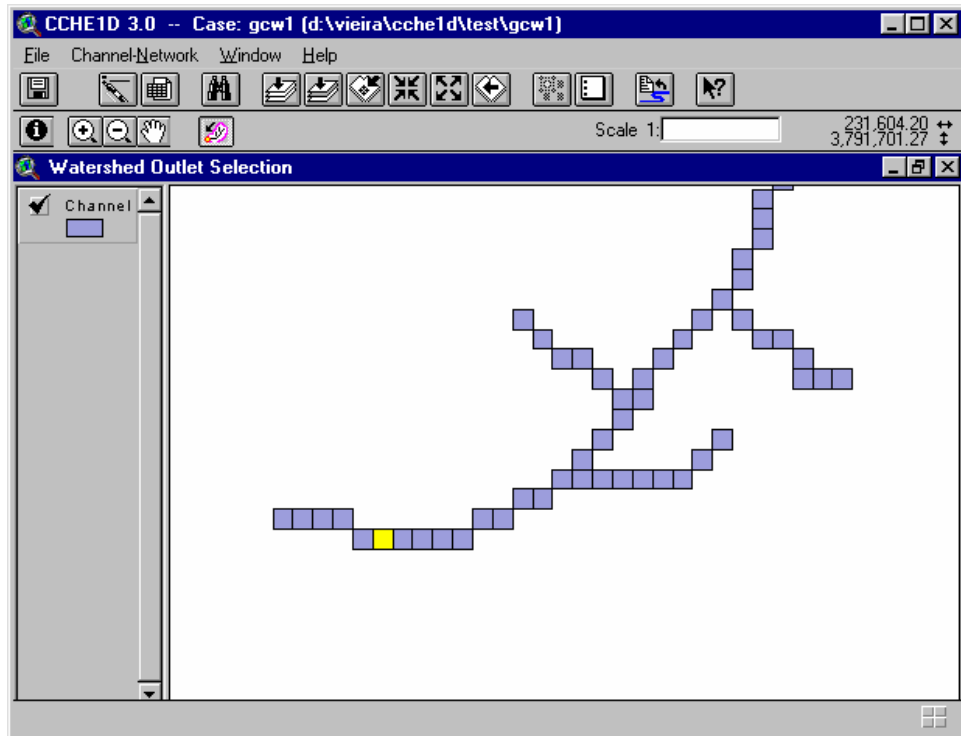 CCHE1D 3.0 -- Case: gcw1 (d:\vieira\cche1d\test\gcw1)
File Channel-Network Window Help
Scale 1: 231,604.20
3,791,701.27
Watershed Outlet Selection
Channel